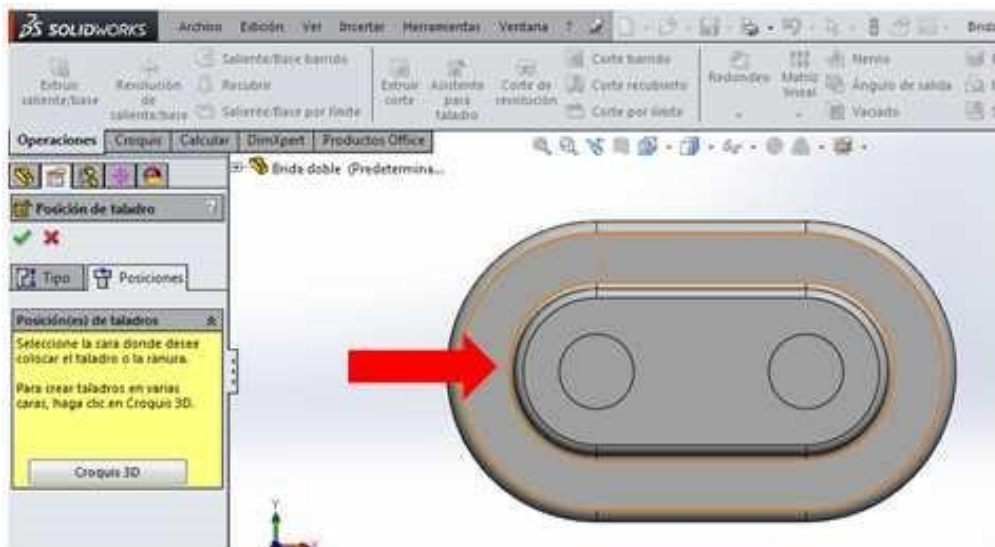 SOLIDWORKS Archivo Edición Ver Insertar Herramientas Ventana ? Brida
Extruir saliente/base
Revolución de saliente/base
Saliente/Base barrido
Recubrir
Saliente/Base por límite
Extruir corte
Asistente para taladro
Corte de revolución
Corte barrido
Corte recubierto
Corte por límite
Redondeo
Matriz lineal
Nervio
Ángulo de salida
Vaciado
Operaciones Croquis Calcular DimXpert Productos Office
Brida doble (Predetermina...
Posición de taladro ?
Tipo Posiciones
Posición(es) de taladros
Seleccione la cara donde desee
colocar el taladro o la ranura.
Para crear taladros en varias
caras, haga clic en Croquis 3D.
Croquis 3D
Y
X